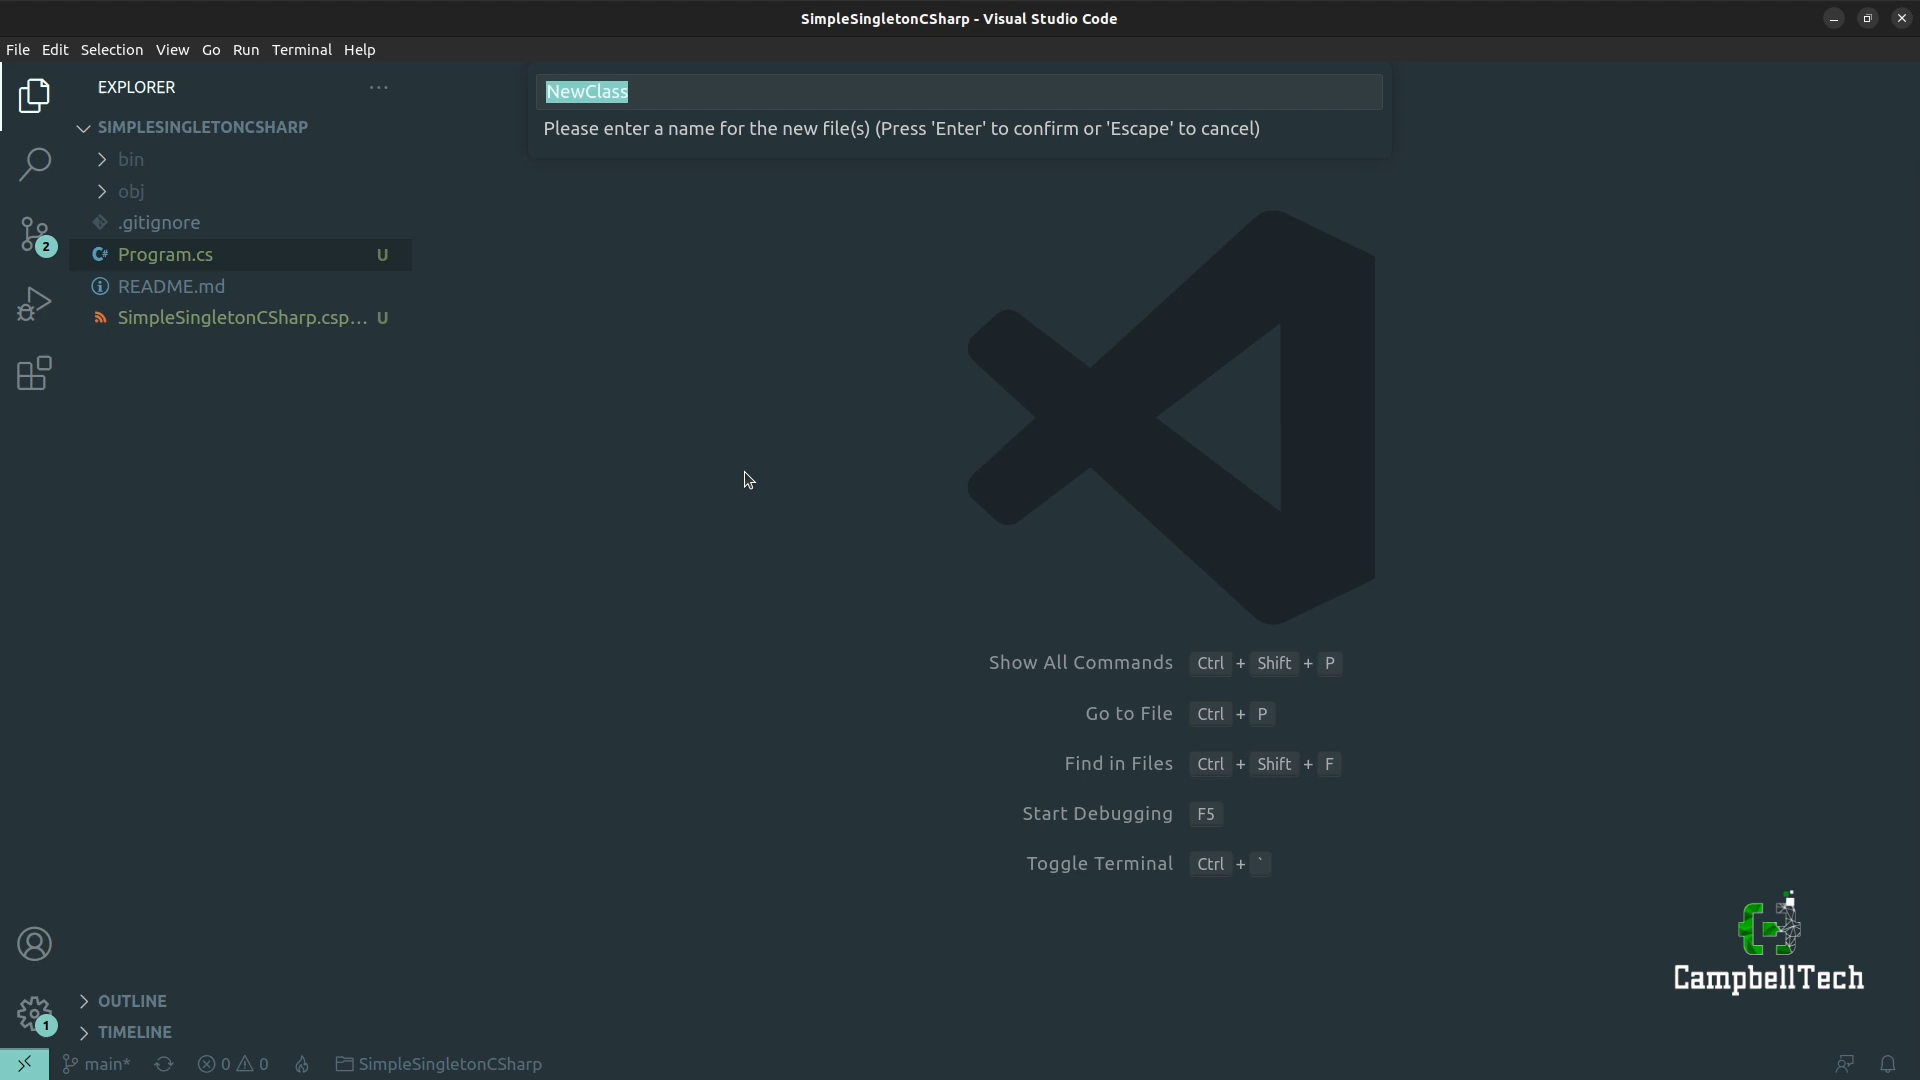 SimpleSingletonCSharp - Visual Studio Code
File Edit Selection View Go Run Terminal Help
EXPLORER
NewClass
Please enter a name for the new file(s) (Press 'Enter' to confirm or 'Escape' to cancel)
SIMPLESINGLETONCSHARP
bin
obj
.gitignore
C# Program.cs U
README.md
SimpleSingletonCSharp.csp... U
2
Show All Commands Ctrl + Shift + P
Go to File Ctrl + P
Find in Files Ctrl + Shift + F
Start Debugging F5
Toggle Terminal Ctrl + `
CampbellTech
OUTLINE
1
TIMELINE
main* 0 0 SimpleSingletonCSharp